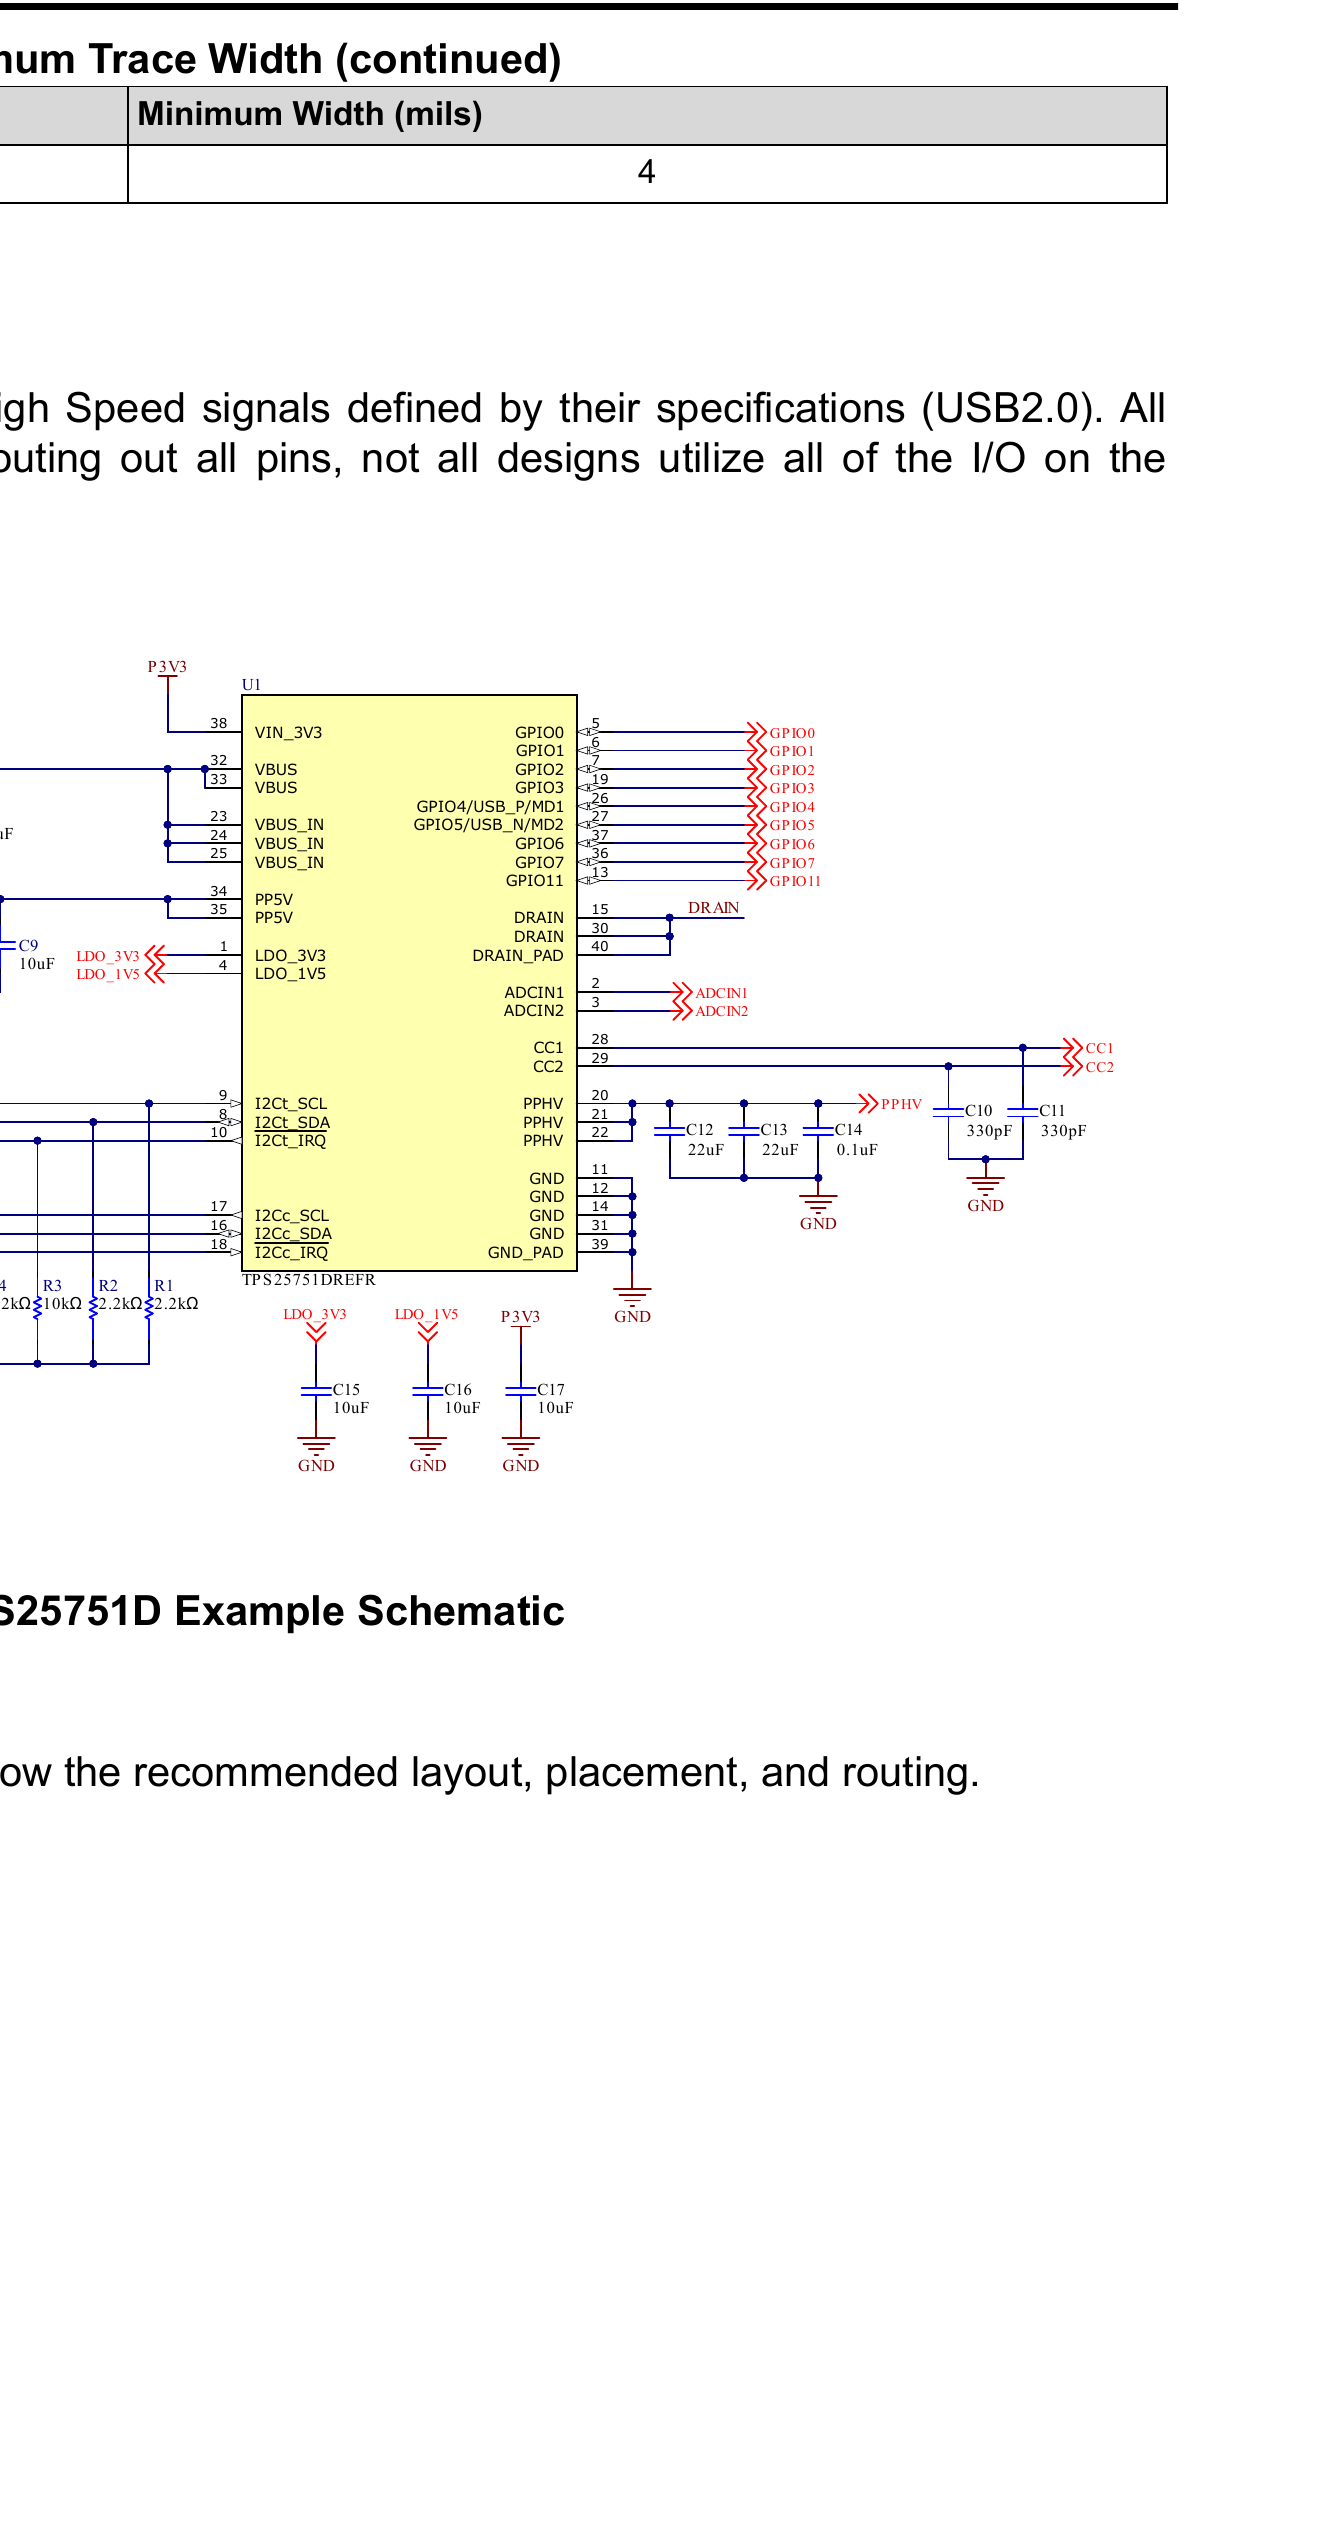 num Trace Width (continued)
Minimum Width (mils)
4
igh Speed signals defined by their specifications (USB2.0). All
outing out all pins, not all designs utilize all of the I/O on the
P3V3
U1
38 VIN_3V3
32 VBUS
33 VBUS
23 VBUS_IN
24 VBUS_IN
25 VBUS_IN
34 PP5V
35 PP5V
LDO_3V3 1 LDO_3V3
LDO_1V5 4 LDO_1V5
9 I2Ct_SCL
8 I2Ct_SDA
10 I2Ct_IRQ
17 I2Cc_SCL
16 I2Cc_SDA
18 I2Cc_IRQ
GPIO0 5 GPIO0
GPIO1 6 GPIO1
GPIO2 7 GPIO2
GPIO3 19 GPIO3
GPIO4/USB_P/MD1 26 GPIO4
GPIO5/USB_N/MD2 27 GPIO5
GPIO6 37 GPIO6
GPIO7 36 GPIO7
GPIO11 13 GPIO11
DRAIN 15 DRAIN
DRAIN 30
DRAIN_PAD 40
ADCIN1 2 ADCIN1
ADCIN2 3 ADCIN2
CC1 28 CC1
CC2 29 CC2
PPHV 20 PPHV
PPHV 21
PPHV 22
GND 11
GND 12
GND 14
GND 31
GND_PAD 39
TPS25751DREFR
uF
C9
10uF
C12
22uF
C13
22uF
C14
0.1uF
GND
C10
330pF
C11
330pF
GND
GND
4
2kΩ
R3
10kΩ
R2
2.2kΩ
R1
2.2kΩ
LDO_3V3
C15
10uF
GND
LDO_1V5
C16
10uF
GND
P3V3
C17
10uF
GND
S25751D Example Schematic
ow the recommended layout, placement, and routing.